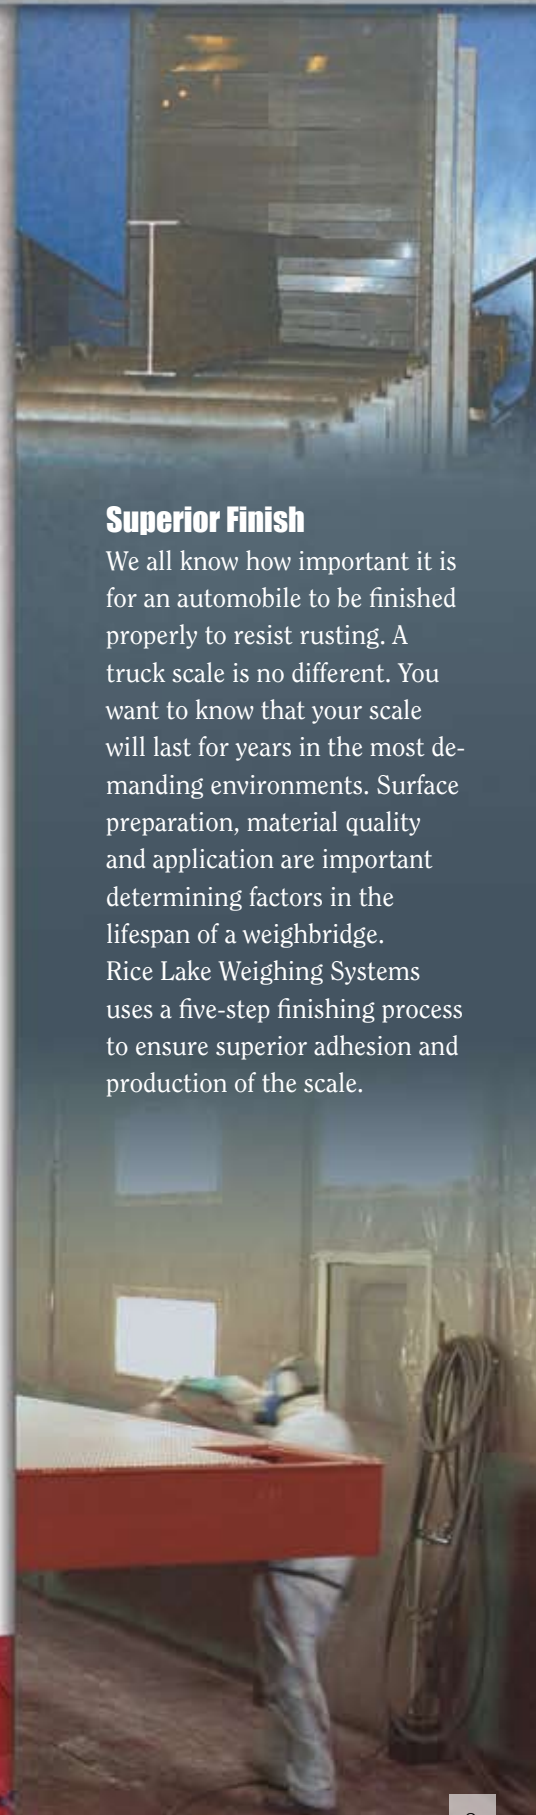 Superior Finish
We all know how important it is
for an automobile to be finished
properly to resist rusting. A
truck scale is no different. You
want to know that your scale
will last for years in the most de-
manding environments. Surface
preparation, material quality
and application are important
determining factors in the
lifespan of a weighbridge.
Rice Lake Weighing Systems
uses a five-step finishing process
to ensure superior adhesion and
production of the scale.